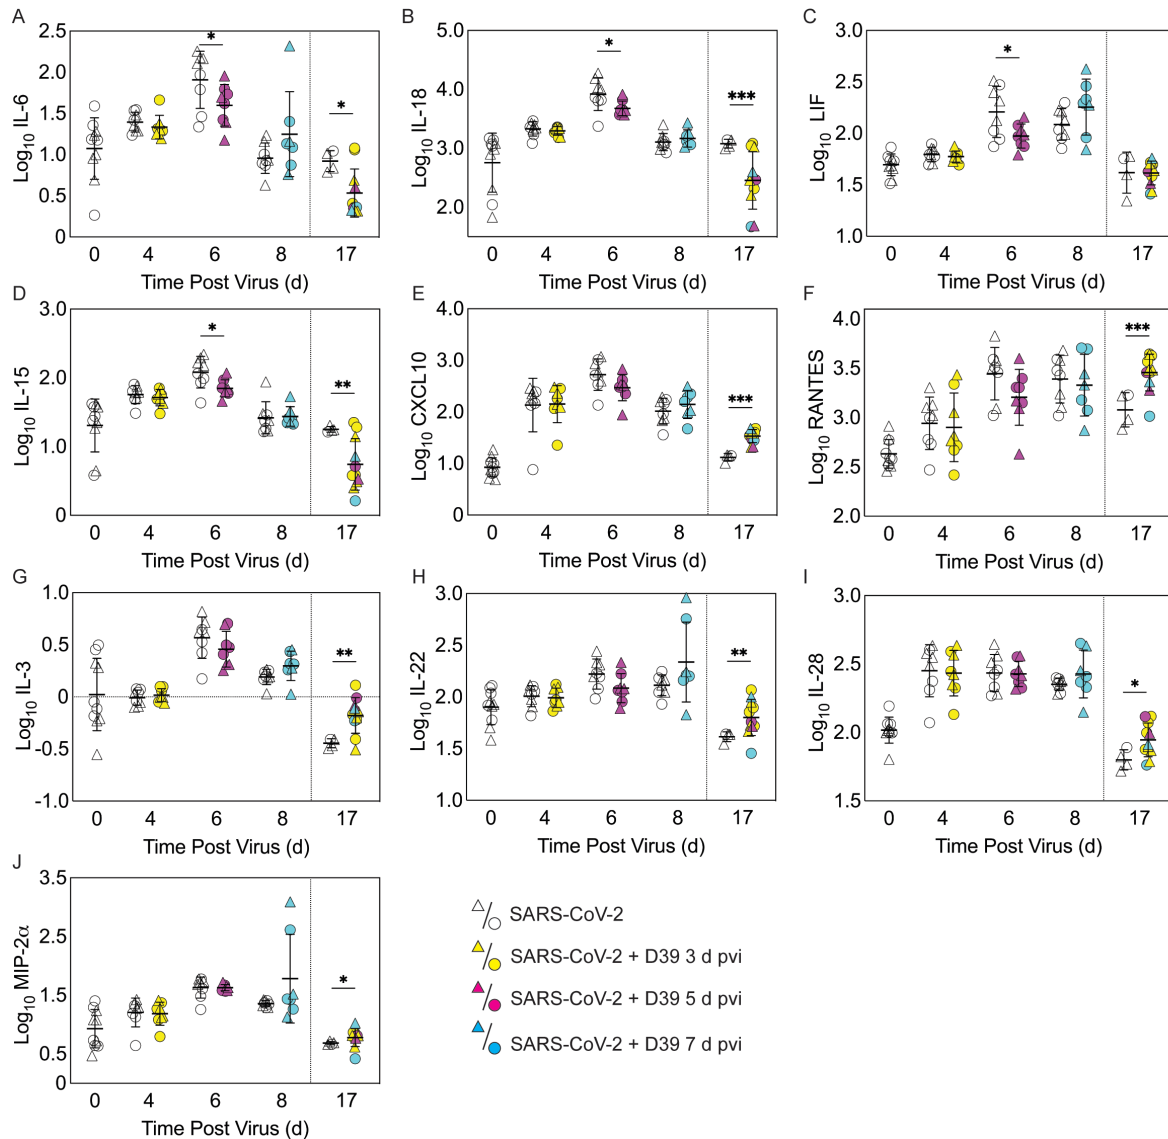 A
Log10 IL-6
2.5
2.0
1.5
1.0
0.5
0
*
*
0 4 6 8 17
Time Post Virus (d)
B
Log10 IL-18
5.0
4.0
3.0
2.0
*
***
0 4 6 8 17
Time Post Virus (d)
C
Log10 LIF
3.0
2.5
2.0
1.5
1.0
*
0 4 6 8 17
Time Post Virus (d)
D
Log10 IL-15
3.0
2.0
1.0
0
*
**
0 4 6 8 17
Time Post Virus (d)
E
Log10 CXCL10
4.0
3.0
2.0
1.0
0
***
0 4 6 8 17
Time Post Virus (d)
F
Log10 RANTES
4.0
3.5
3.0
2.5
2.0
***
0 4 6 8 17
Time Post Virus (d)
G
Log10 IL-3
1.0
0.5
0
-0.5
-1.0
**
0 4 6 8 17
Time Post Virus (d)
H
Log10 IL-22
3.0
2.5
2.0
1.5
1.0
**
0 4 6 8 17
Time Post Virus (d)
I
Log10 IL-28
3.0
2.5
2.0
1.5
*
0 4 6 8 17
Time Post Virus (d)
J
Log10 MIP-2α
3.5
2.5
1.5
0.5
0
*
0 4 6 8 17
Time Post Virus (d)
SARS-CoV-2
SARS-CoV-2 + D39 3 d pvi
SARS-CoV-2 + D39 5 d pvi
SARS-CoV-2 + D39 7 d pvi